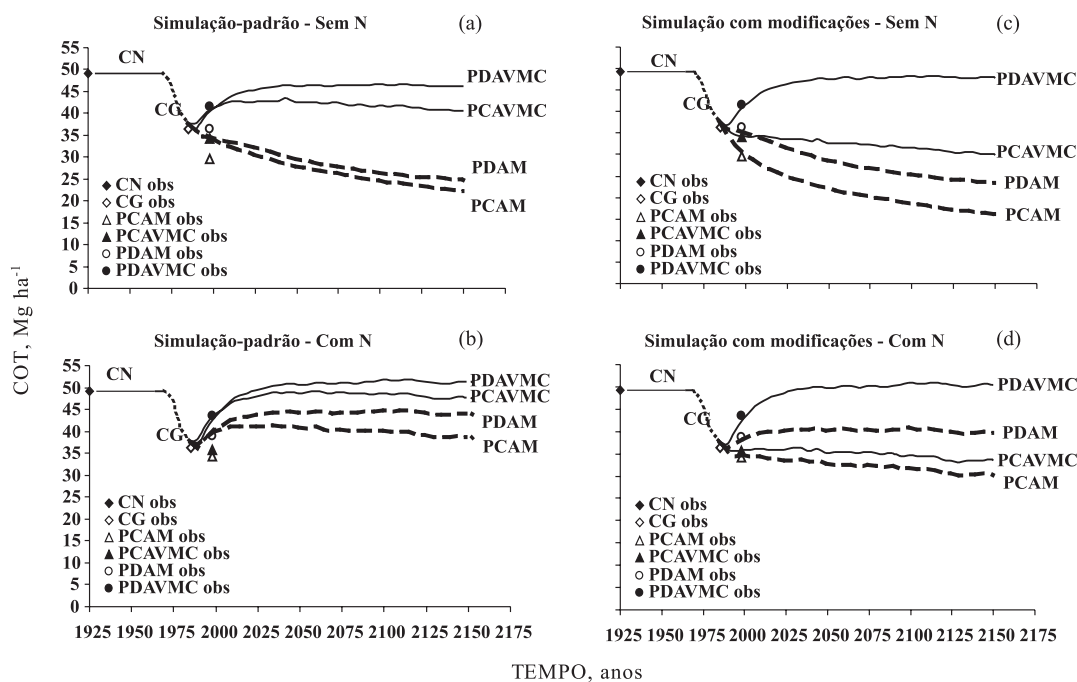 Simulação-padrão - Sem N
(a)
55
50
45
40
35
30
25
20
15
10
5
0
CN
CG
PDAVMC
PCAVMC
PDAM
PCAM
CN obs
CG obs
PCAM obs
PCAVMC obs
PDAM obs
PDAVMC obs
Simulação com modificações - Sem N
(c)
CN
CG
PDAVMC
PCAVMC
PDAM
PCAM
CN obs
CG obs
PCAM obs
PCAVMC obs
PDAM obs
PDAVMC obs
COT, Mg ha-1
Simulação-padrão - Com N
(b)
55
50
45
40
35
30
25
20
15
10
5
0
CN
CG
PDAVMC
PCAVMC
PDAM
PCAM
CN obs
CG obs
PCAM obs
PCAVMC obs
PDAM obs
PDAVMC obs
1925 1950 1975 2000 2025 2050 2075 2100 2125 2150 2175
Simulação com modificações - Com N
(d)
CN
CG
PDAVMC
PDAM
PCAVMC
PCAM
CN obs
CG obs
PCAM obs
PCAVMC obs
PDAM obs
PDAVMC obs
1925 1950 1975 2000 2025 2050 2075 2100 2125 2150 2175
TEMPO, anos